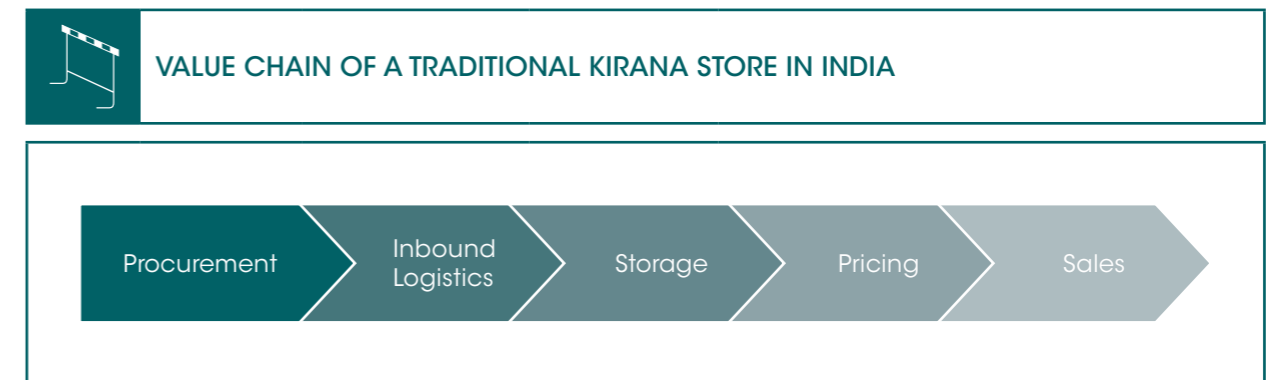 VALUE CHAIN OF A TRADITIONAL KIRANA STORE IN INDIA
Procurement
Inbound
Logistics
Storage
Pricing
Sales